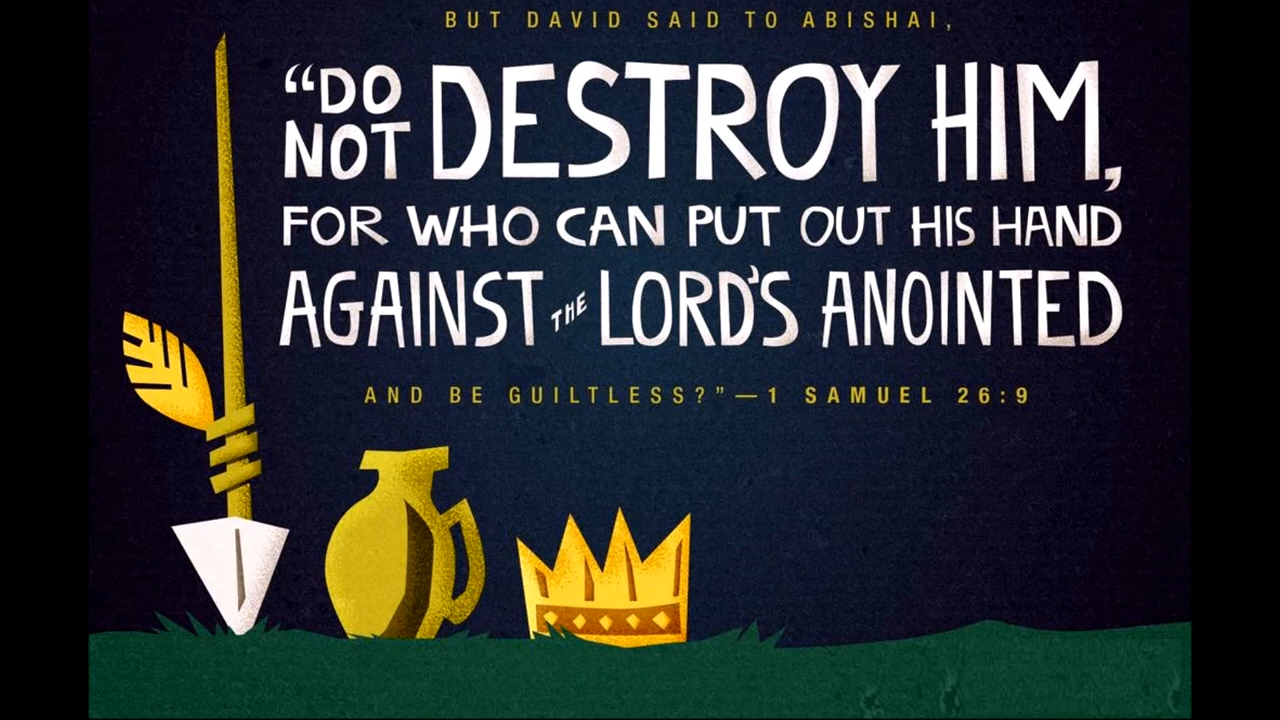 BUT DAVID SAID TO ABISHAI,
“DO NOT DESTROY HIM,
FOR WHO CAN PUT OUT HIS HAND
AGAINST THE LORD'S ANOINTED
AND BE GUILTLESS?”—1 SAMUEL 26:9